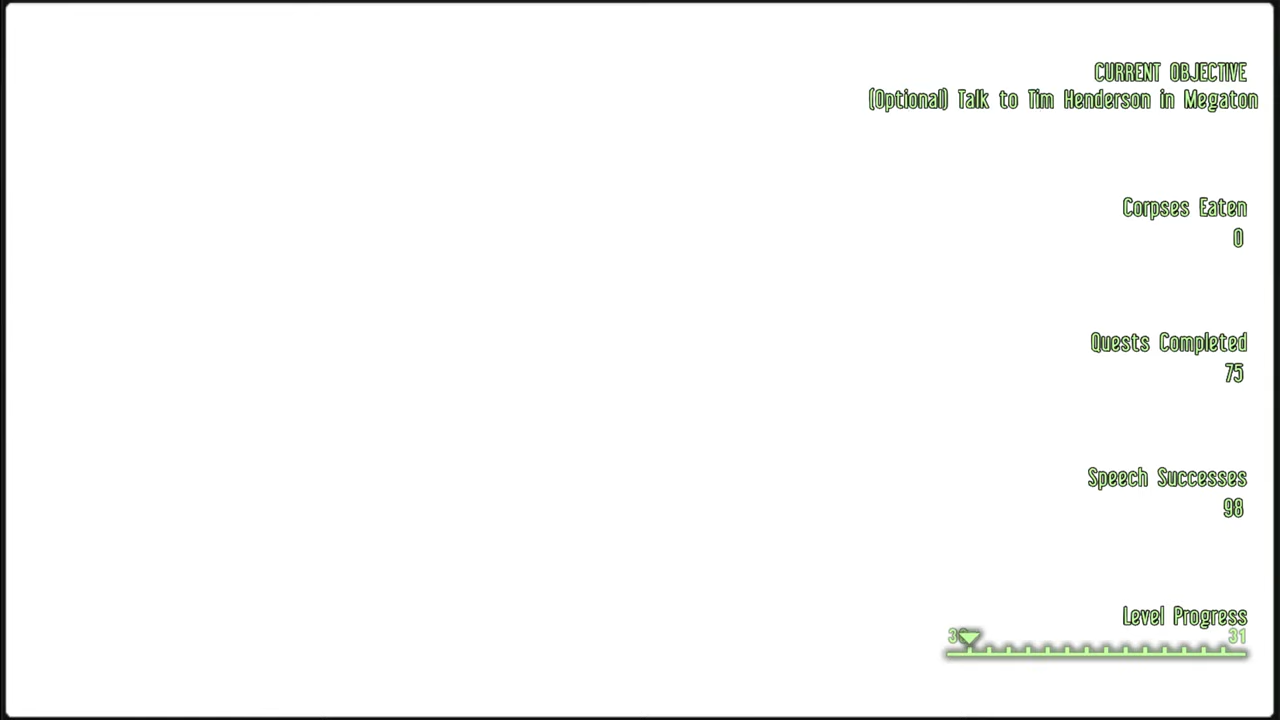 CURRENT OBJECTIVE
(Optional) Talk to Tim Henderson in Megaton
Corpses Eaten
0
Quests Completed
75
Speech Successes
98
Level Progress
31